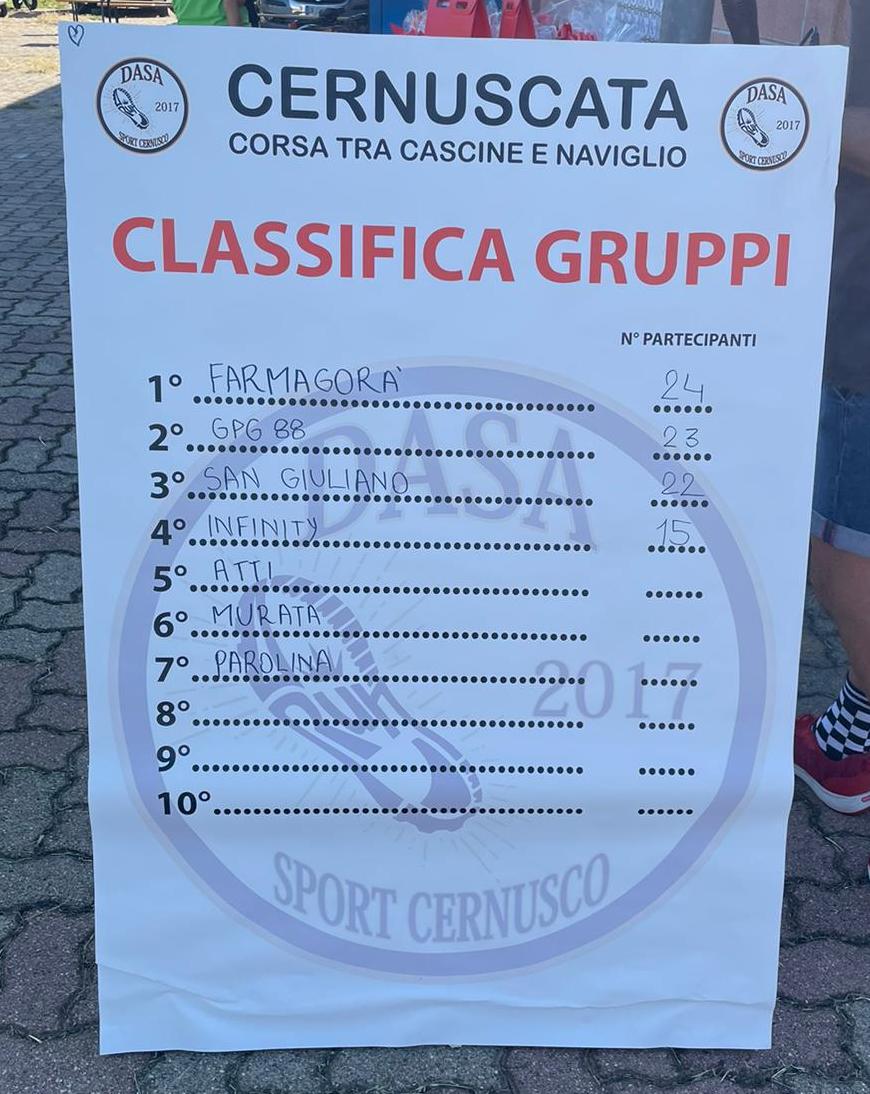 DASA
2017
SPORT CERNUSCO
CERNUSCATA
CORSA TRA CASCINE E NAVIGLIO
DASA
2017
SPORT CERNUSCO
CLASSIFICA GRUPPI
N° PARTECIPANTI
1° FARMAGORA' 24
2° GPG 88 23
3° SAN GIULIANO 22
4° INFINITY 15
5° ATTI
6° MURATA
7° PAROLINA
8°
9°
10°
DASA
2017
SPORT CERNUSCO